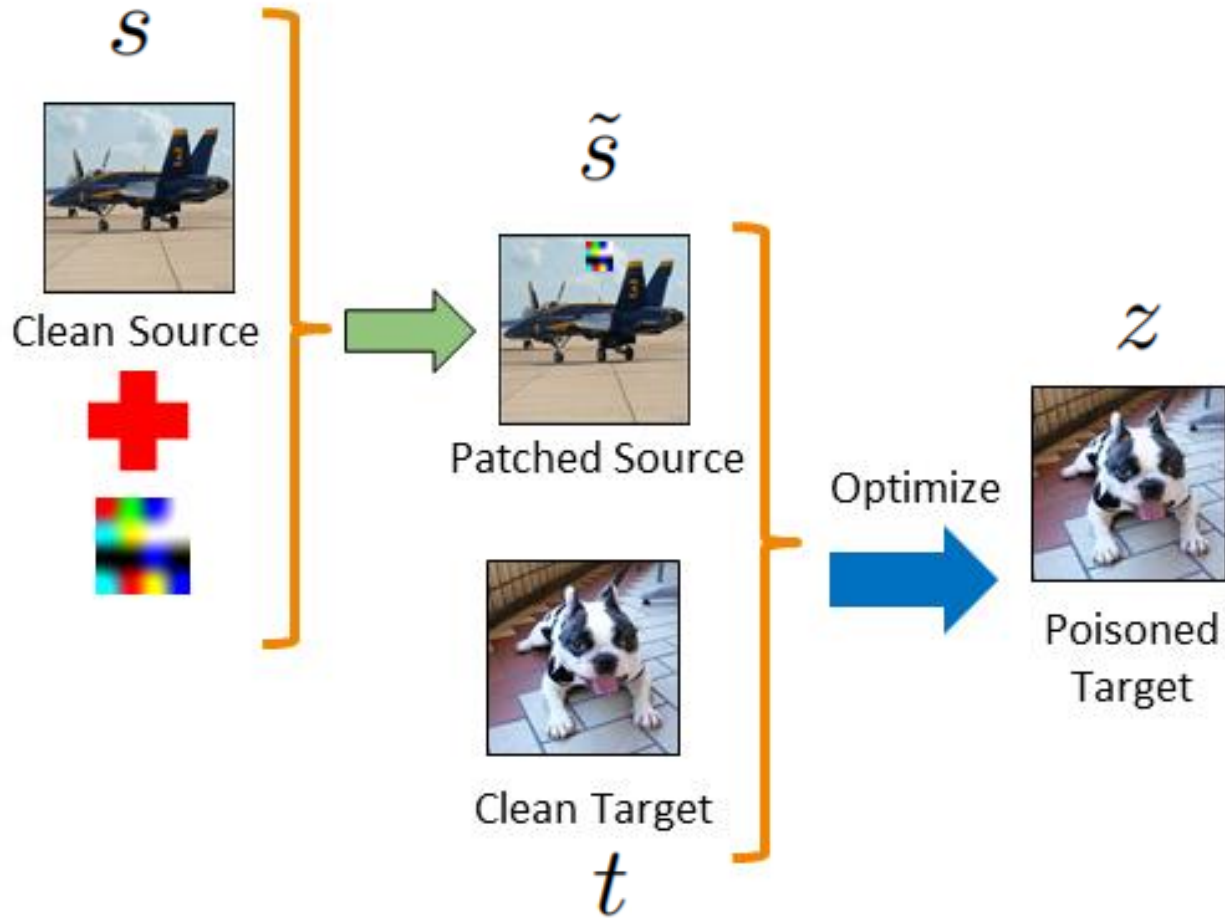 s
Clean Source
s̃
Patched Source
Clean Target
t
Optimize
z
Poisoned
Target